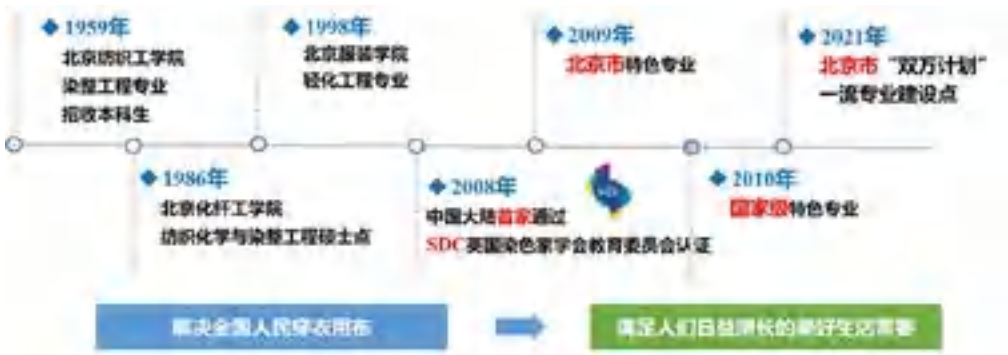 1959年
北京纺织工学院
染整工程专业
招收本科生
1998年
北京服装学院
轻化工程专业
2009年
北京市特色专业
2021年
北京市“双万计划”
一流专业建设点
1986年
北京化纤工学院
纺织化学与染整工程硕士点
2008年
中国大陆首家通过
SDC英国染色家学会教育委员会认证
2010年
国家级特色专业
解决全国人民穿衣用布
满足人们日益增长的美好生活需要